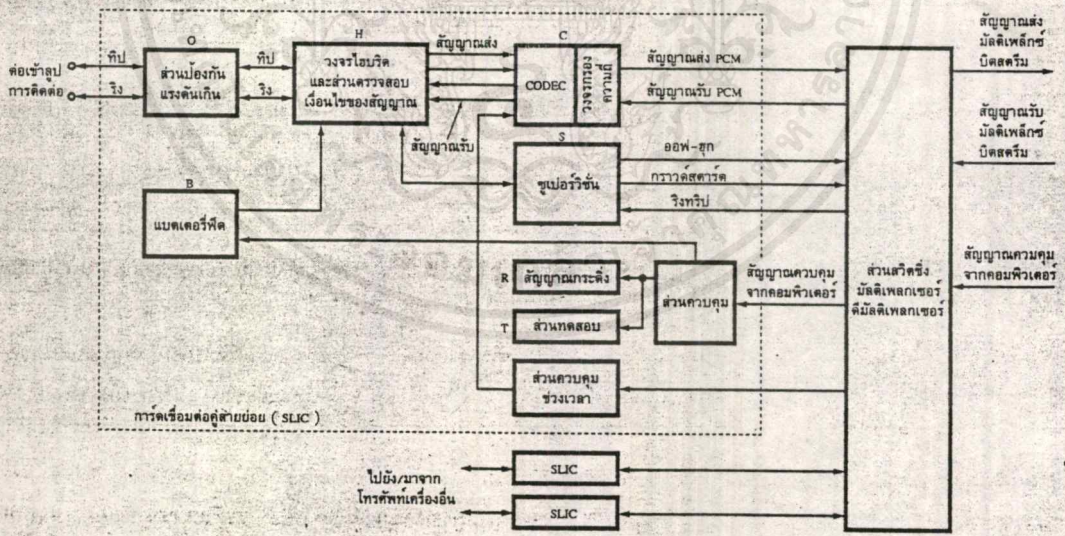 O
H
C
สัญญาณส่ง
ต่อเข้าลูป
การติดต่อ
ทิป
ริง
ส่วนป้องกัน
แรงดันเกิน
ทิป
ริง
วงจรไฮบริด
และส่วนตรวจสอบ
เงื่อนไขของสัญญาณ
สัญญาณรับ
CODEC
วงจรกรอง
ความถี่
สัญญาณส่ง PCM
สัญญาณรับ PCM
สัญญาณส่ง
มัลติเพล็กซ์
บิตสตรีม
สัญญาณรับ
มัลติเพล็กซ์
บิตสตรีม
S
ซูเปอร์วิชั่น
ออฟ-ฮุก
กราวด์สตาร์ต
ริงทริป
B
แบตเตอรี่ฟีด
R
สัญญาณกระดิ่ง
T
ส่วนทดสอบ
ส่วนควบคุม
สัญญาณควบคุม
จากคอมพิวเตอร์
ส่วนสวิตชิ่ง
มัลติเพลกเซอร์
ดีมัลติเพลกเซอร์
สัญญาณควมคุม
จากคอมพิวเตอร์
ส่วนควบคุม
ช่วงเวลา
การ์ดเชื่อมต่อคู่สายย่อย ( SLIC )
ไปยัง/มาจาก
โทรศัพท์เครื่องอื่น
SLIC
SLIC